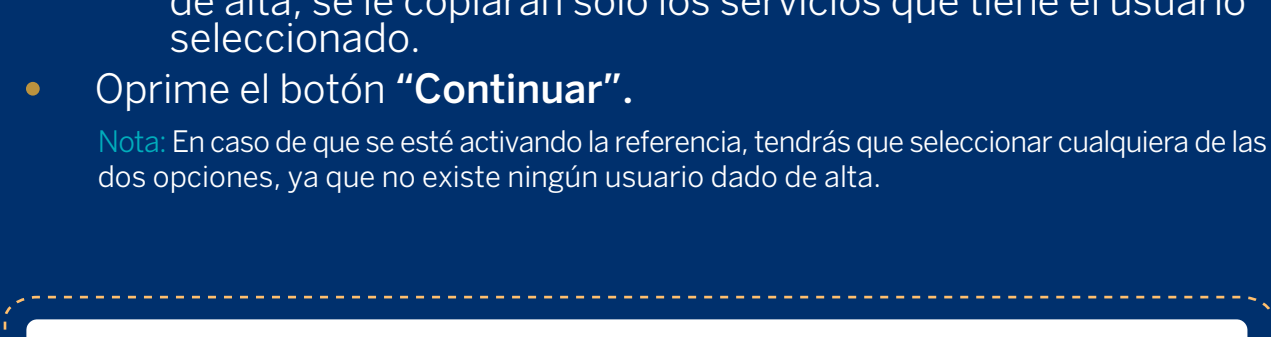 de alta, se le copiarán solo los servicios que tiene el usuario
seleccionado.
• Oprime el botón “Continuar”.
Nota: En caso de que se esté activando la referencia, tendrás que seleccionar cualquiera de las
dos opciones, ya que no existe ningún usuario dado de alta.